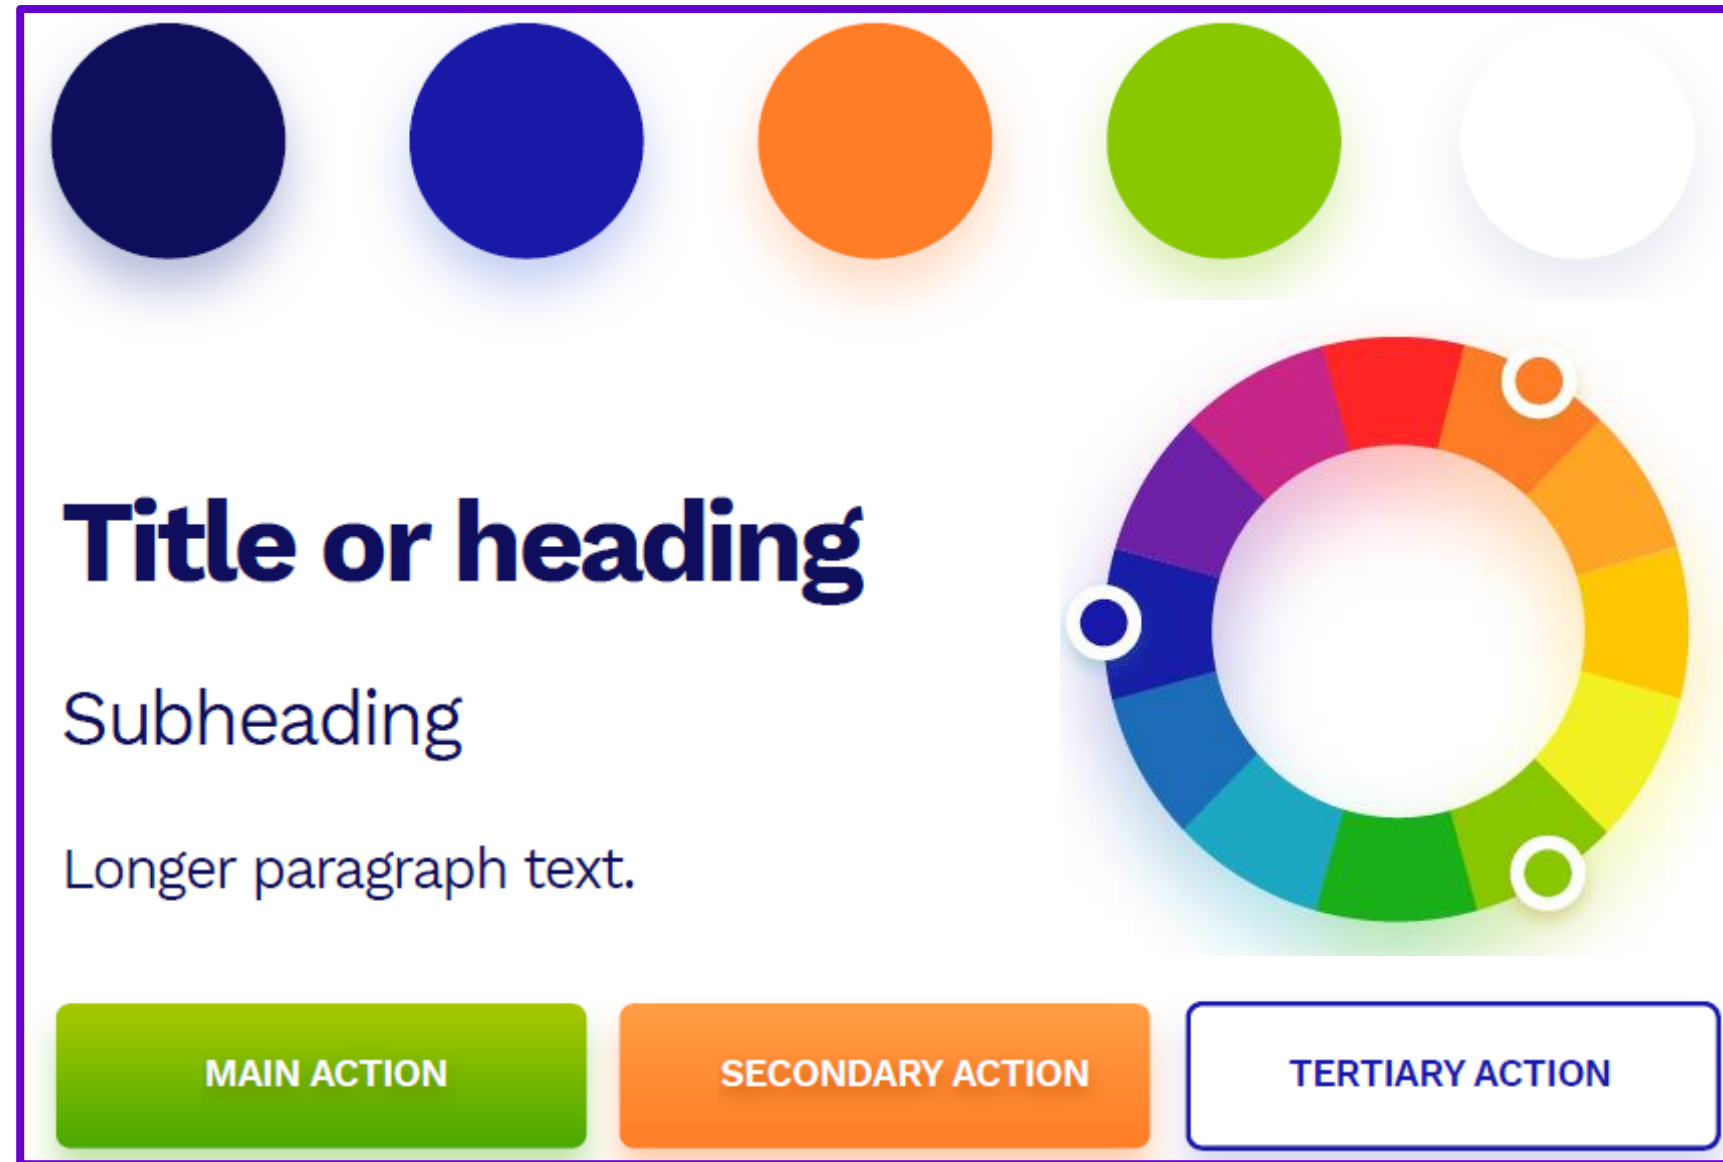 Title or heading
Subheading
Longer paragraph text.
MAIN ACTION
SECONDARY ACTION
TERTIARY ACTION